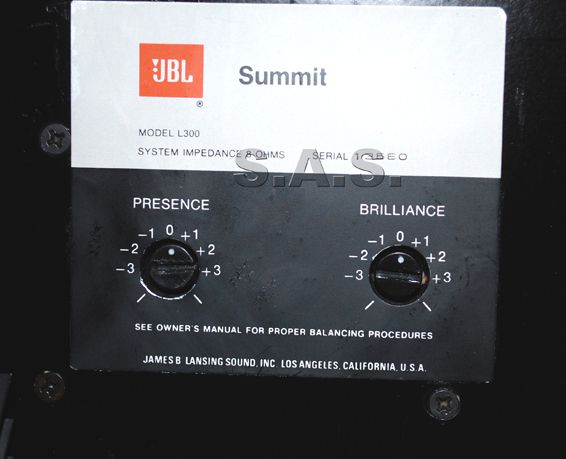 JBL
®
Summit
MODEL L300
SYSTEM IMPEDANCE 8 OHMS SERIAL
S.A.S.
PRESENCE
-3 -2 -1 0 +1 +2 +3
BRILLIANCE
-3 -2 -1 0 +1 +2 +3
SEE OWNER'S MANUAL FOR PROPER BALANCING PROCEDURES
JAMES B LANSING SOUND, INC. LOS ANGELES, CALIFORNIA, U.S.A.